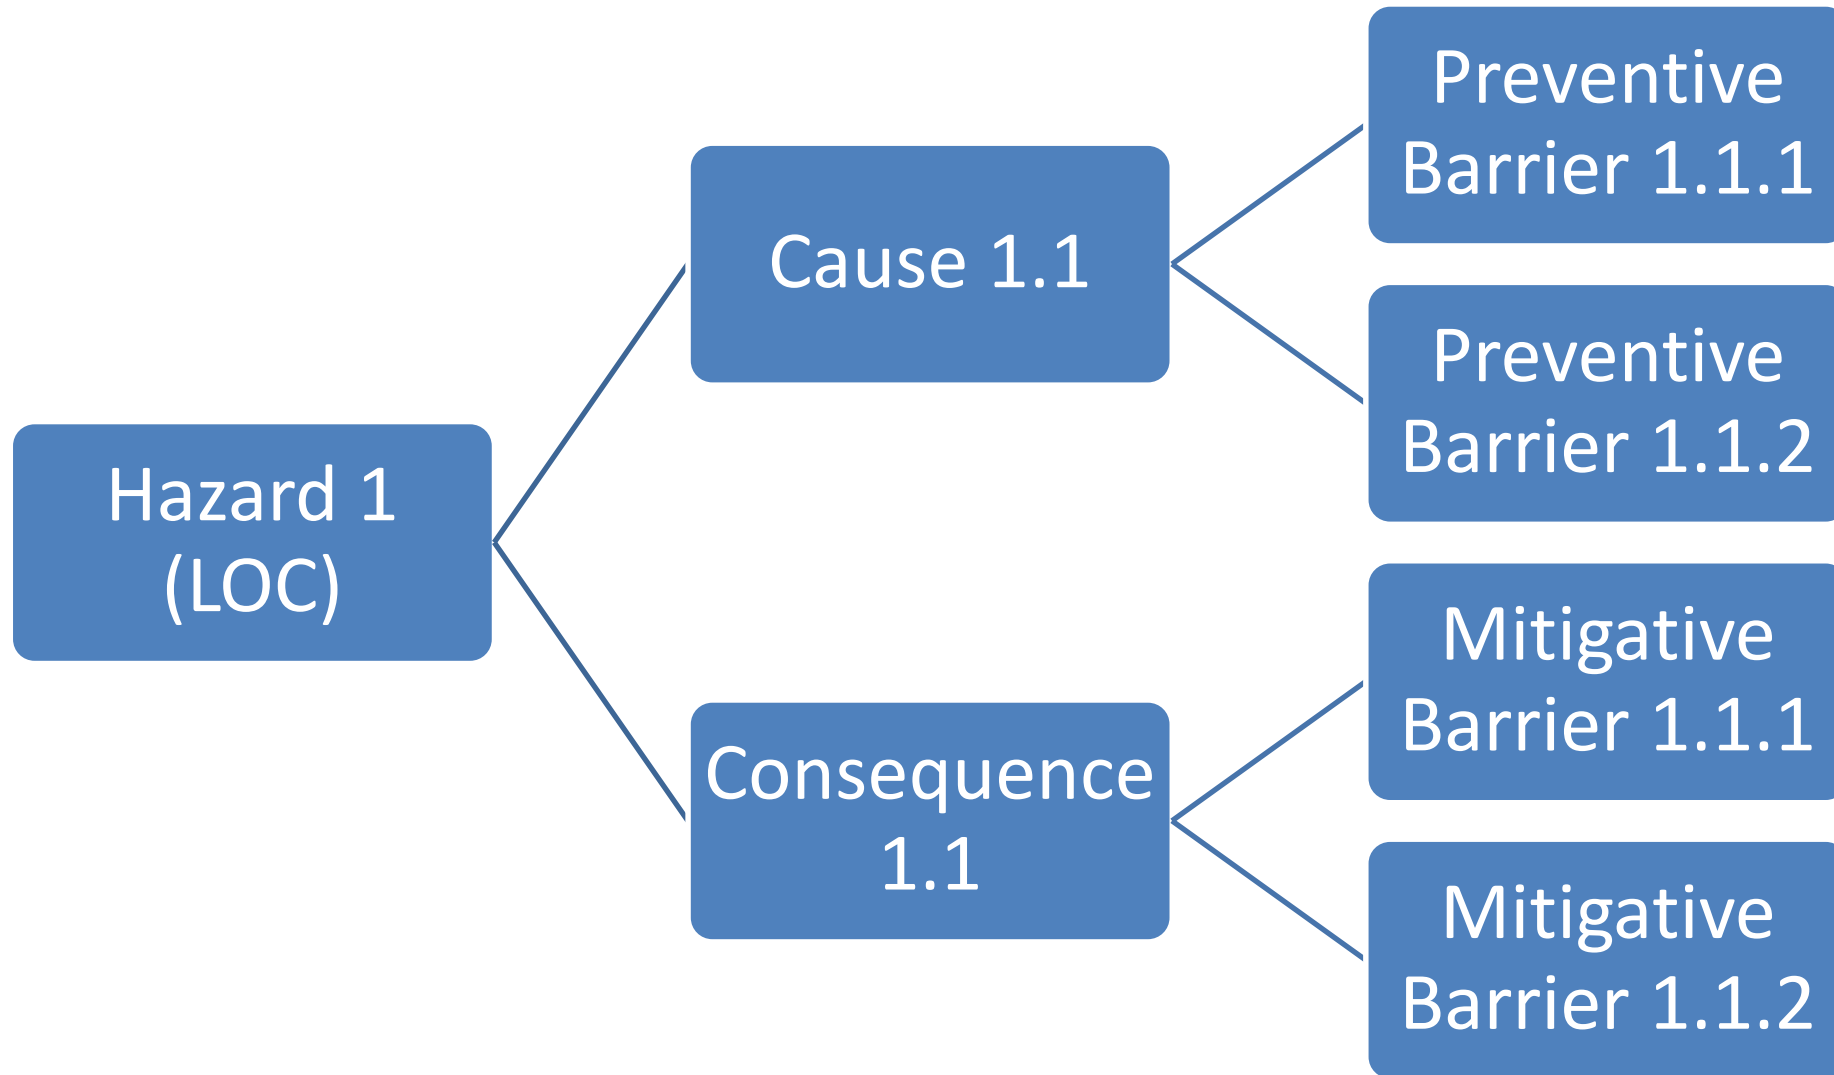 Preventive
Barrier 1.1.1
Cause 1.1
Preventive
Barrier 1.1.2
Hazard 1
(LOC)
Mitigative
Barrier 1.1.1
Consequence
1.1
Mitigative
Barrier 1.1.2